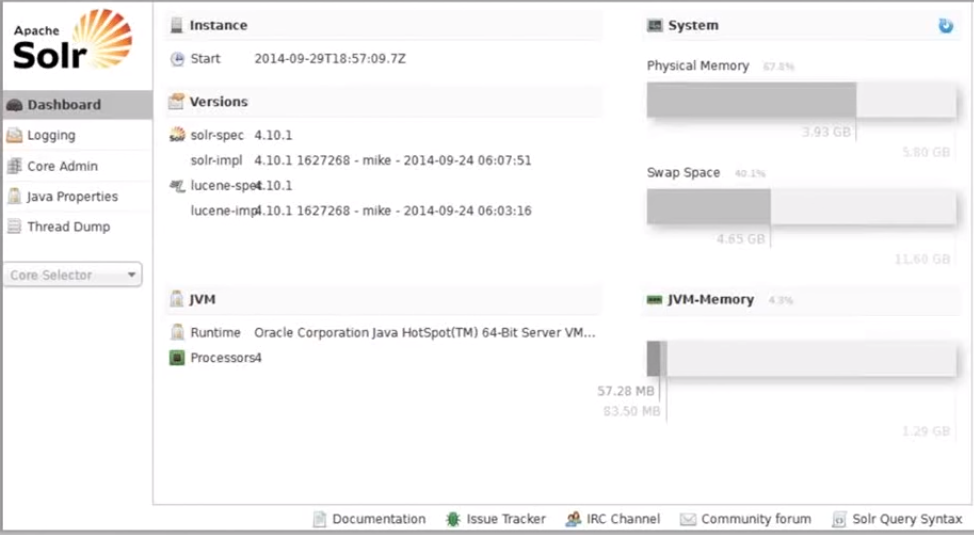 Apache
Solr
Dashboard
Logging
Core Admin
Java Properties
Thread Dump
Core Selector
Instance
Start 2014-09-29T18:57:09.7Z
Versions
solr-spec 4.10.1
solr-impl 4.10.1 1627268 - mike - 2014-09-24 06:07:51
lucene-spec 4.10.1
lucene-impl 4.10.1 1627268 - mike - 2014-09-24 06:03:16
JVM
Runtime Oracle Corporation Java HotSpot(TM) 64-Bit Server VM...
Processors 4
System
Physical Memory 67.8%
3.93 GB
5.80 GB
Swap Space 40.1%
4.65 GB
11.60 GB
JVM-Memory 4.3%
57.28 MB
83.50 MB
1.29 GB
Documentation Issue Tracker IRC Channel Community forum Solr Query Syntax